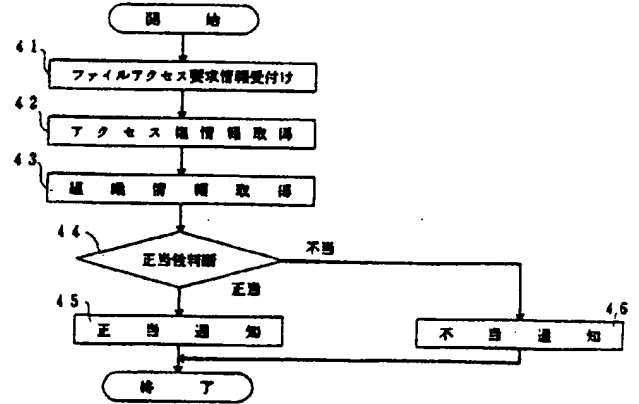 開始
41
ファイルアクセス要求情報受付け
42
アクセス権情報取得
43
組織情報取得
44
正当性判断
不当
正当
45
正当通知
46
不当通知
終了